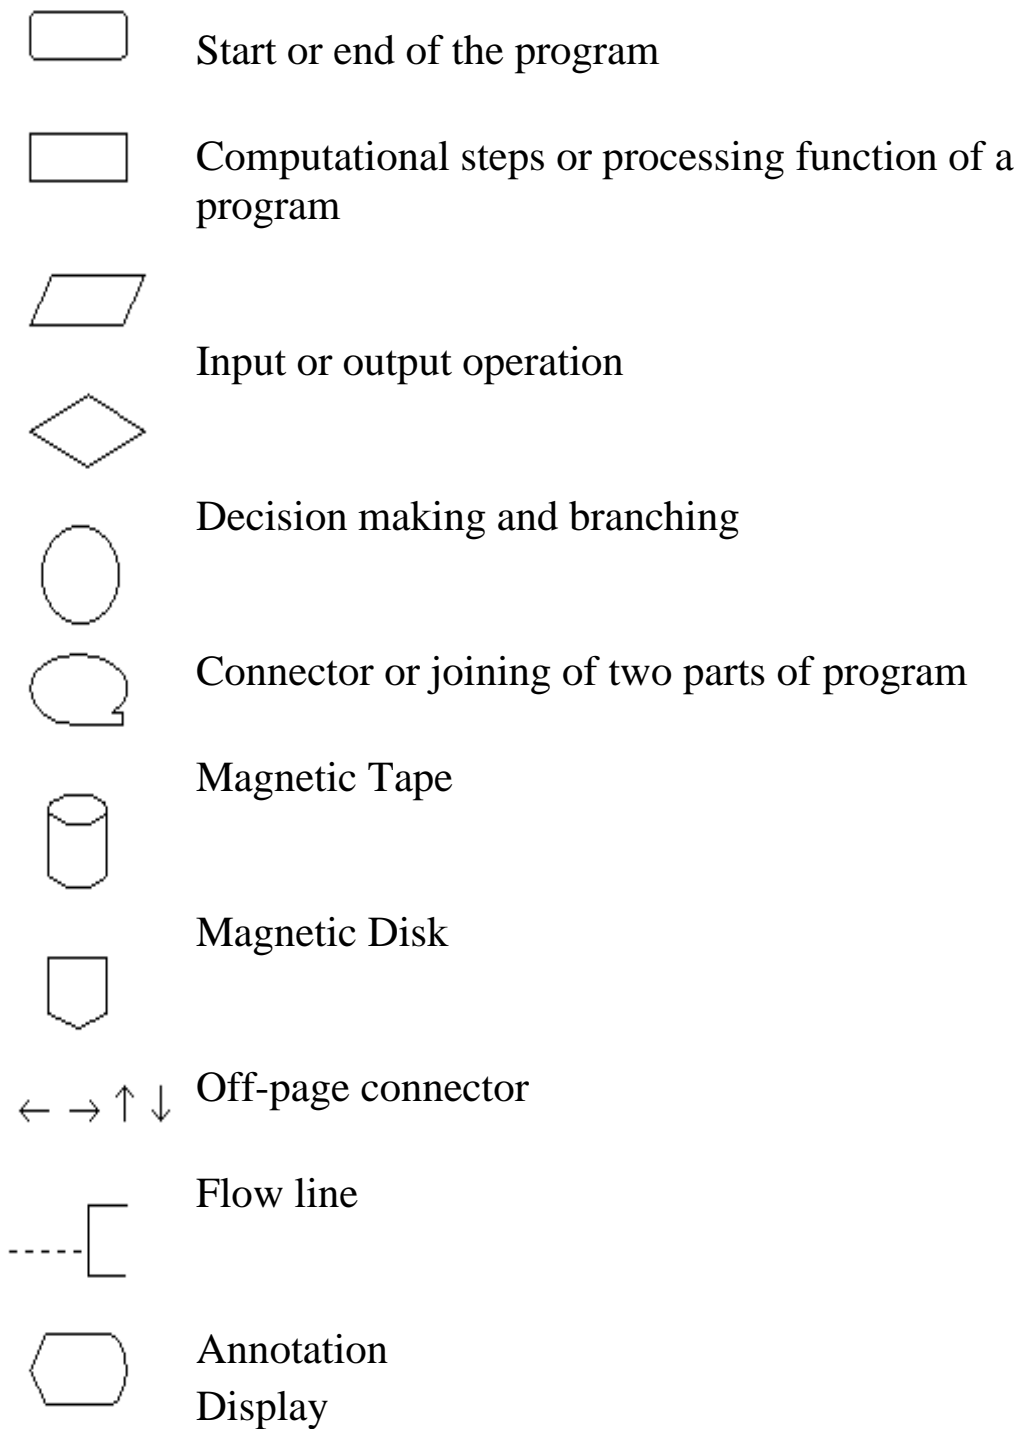 Start or end of the program
Computational steps or processing function of a
program
Input or output operation
Decision making and branching
Connector or joining of two parts of program
Magnetic Tape
Magnetic Disk
Off-page connector
Flow line
Annotation
Display